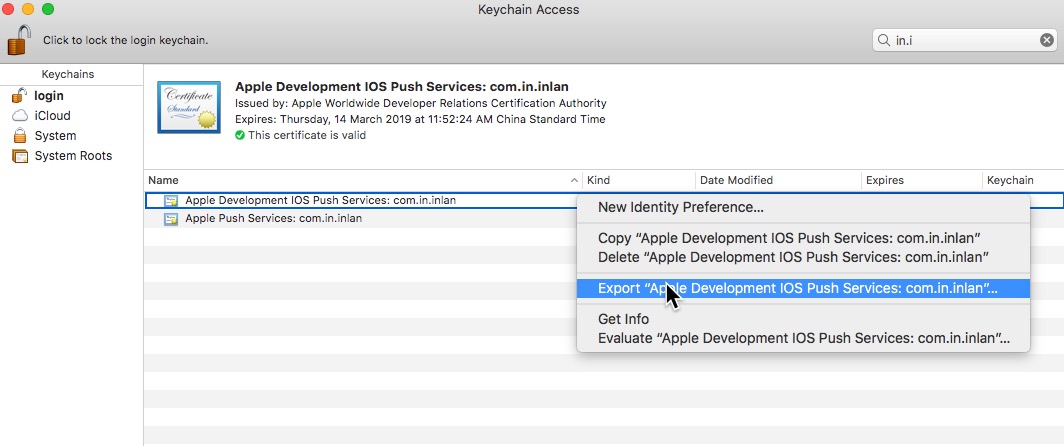 Keychain Access
Click to lock the login keychain.
in.i
Keychains
login
iCloud
System
System Roots
Certificate
Standard
Apple Development IOS Push Services: com.in.inlan
Issued by: Apple Worldwide Developer Relations Certification Authority
Expires: Thursday, 14 March 2019 at 11:52:24 AM China Standard Time
This certificate is valid
Name Kind Date Modified Expires Keychain
Apple Development IOS Push Services: com.in.inlan
Apple Push Services: com.in.inlan
New Identity Preference...
Copy “Apple Development IOS Push Services: com.in.inlan”
Delete “Apple Development IOS Push Services: com.in.inlan”
Export “Apple Development IOS Push Services: com.in.inlan”...
Get Info
Evaluate “Apple Development IOS Push Services: com.in.inlan”...